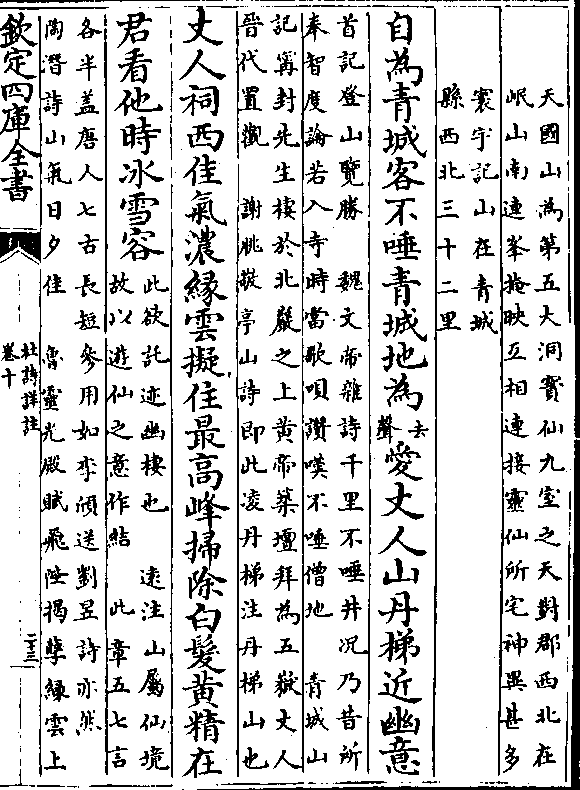 天國山為第五大洞寳仙九室之天對郡西北在
岷山南連峯掩映互相連接靈仙所宅神異甚多
寰宇記山在青城
縣西北三十二里
自為青城客不唾青城地為去聲愛丈人山丹梯近幽意
首記登山覽勝　魏文帝雜詩千里不唾井况乃昔所
奉智度論若入寺時當歌唄讃嘆不唾僧地　青城山
記甯封先生棲於北巖之上黄帝築壇拜為五嶽丈人
晉代置觀　謝朓敬亭山詩即此凌丹梯注丹梯山也
丈人祠西佳氣濃緣雲擬住最高峰掃除白髮黄精在
君看他時冰雪容
此欲託迹幽棲也　遠注山屬仙境
故以遊仙之意作結　此章五七言
各半盖唐人七古長短參用如李頎送劉昱詩亦然
陶潛詩山氣日夕佳　魯靈光殿賦飛陛揭孽緣雲上
欽定四庫全書
杜詩詳註
卷十
二十三